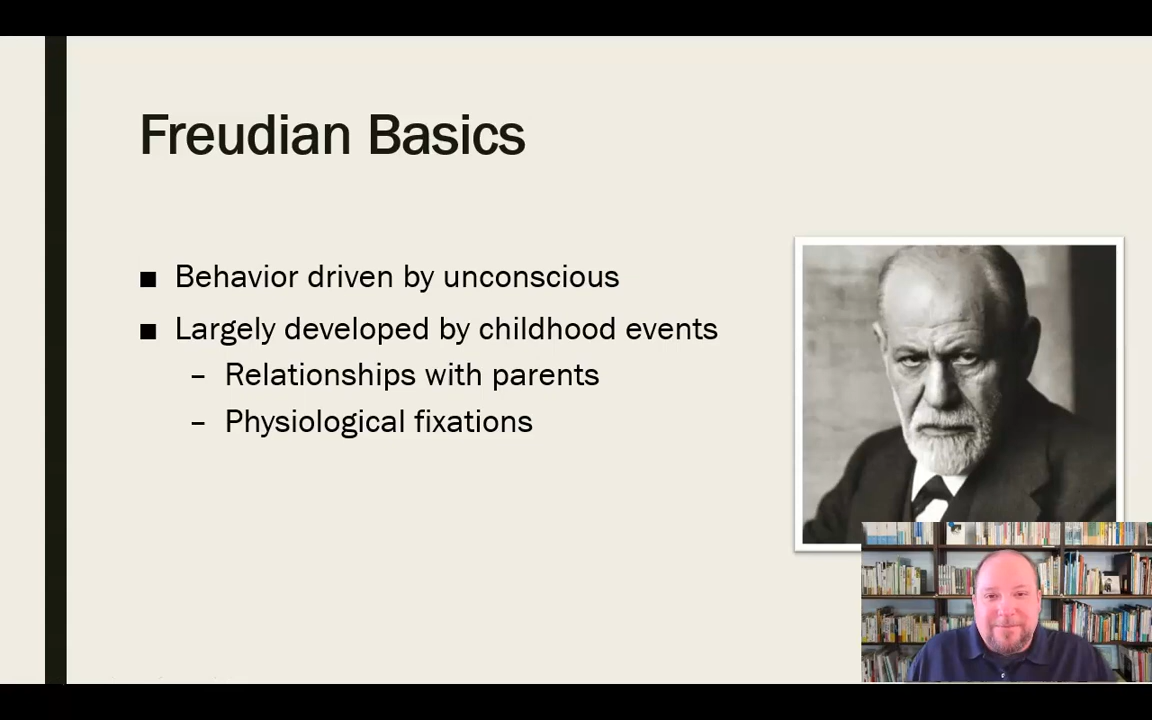 Freudian Basics
■ Behavior driven by unconscious
■ Largely developed by childhood events
– Relationships with parents
– Physiological fixations